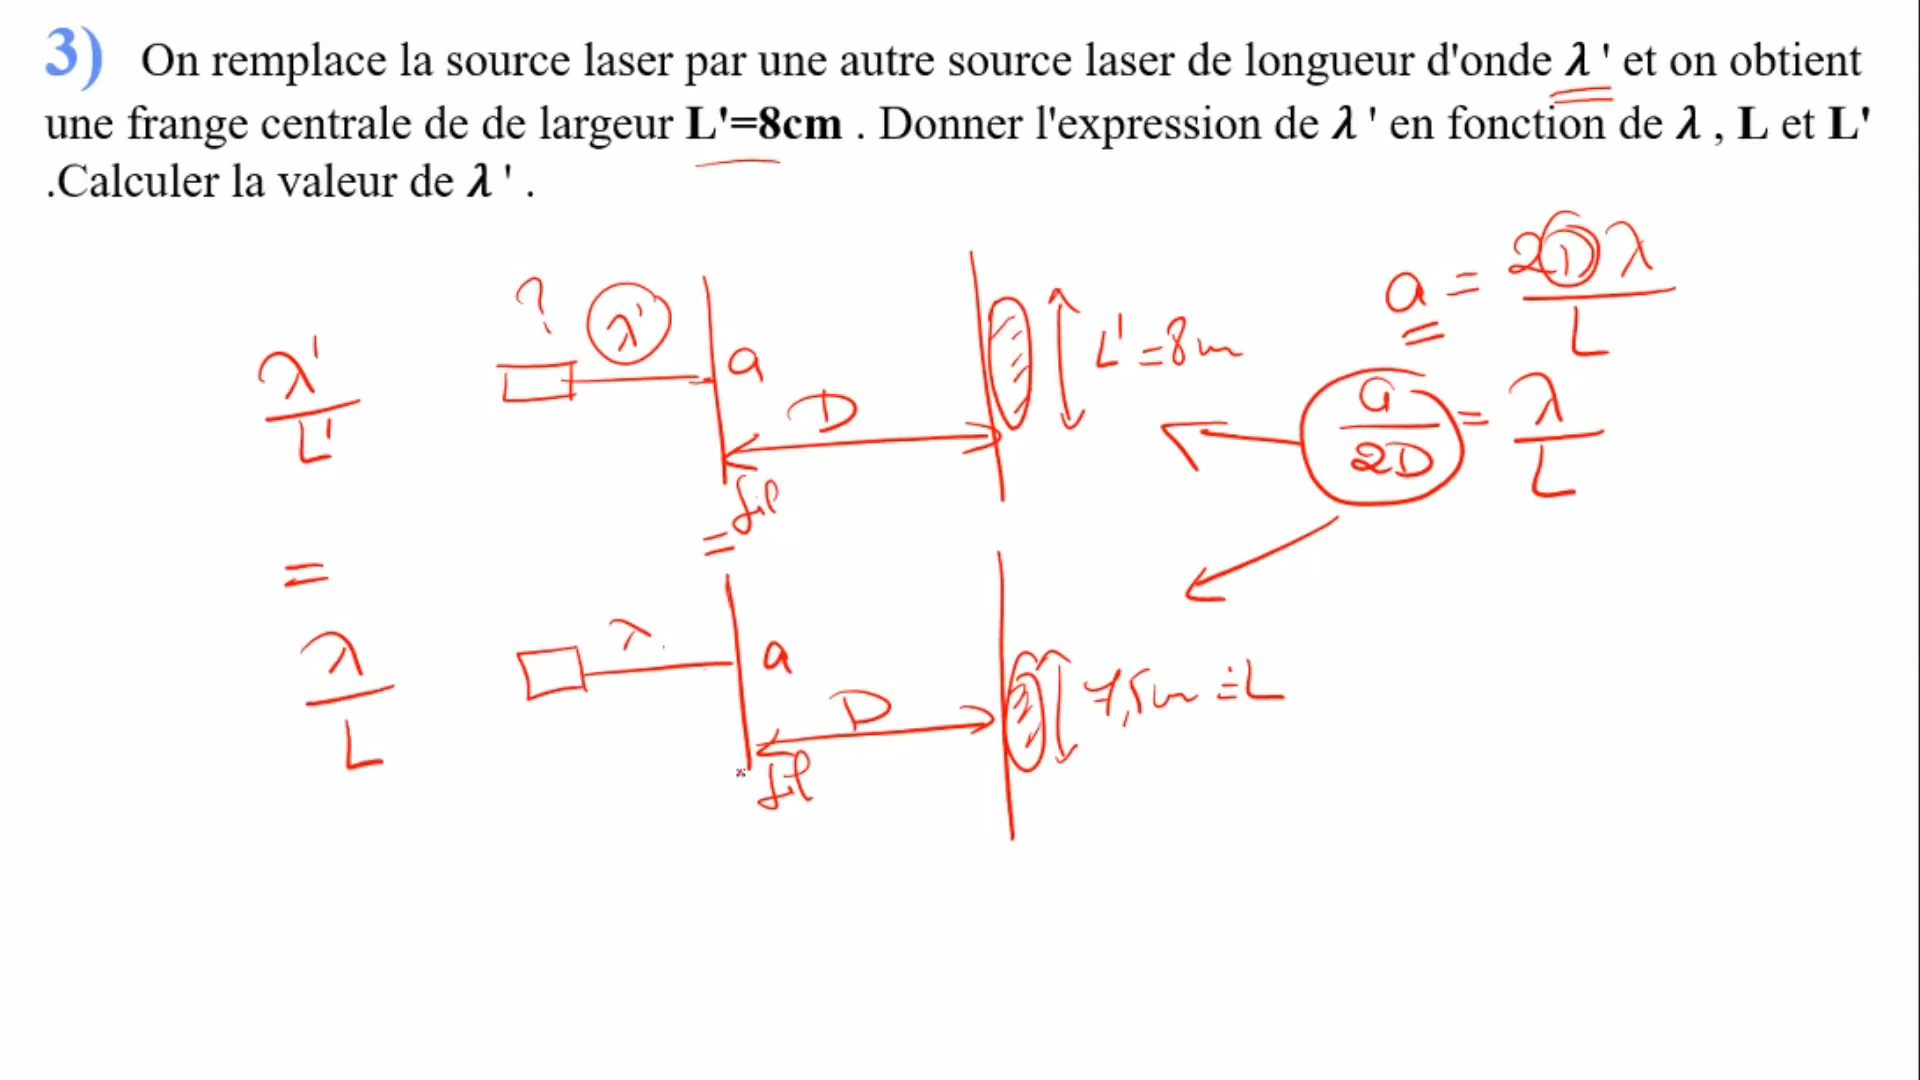 3) On remplace la source laser par une autre source laser de longueur d'onde λ ' et on obtient
une frange centrale de de largeur L'=8cm . Donner l'expression de λ ' en fonction de λ , L et L'
.Calculer la valeur de λ ' .
a = 2Dλ / L
? λ'
a
L' = 8cm
λ' / L'
D
a / 2D = λ / L
fil
=
=
λ
a
λ / L
D
7,5cm = L
fil